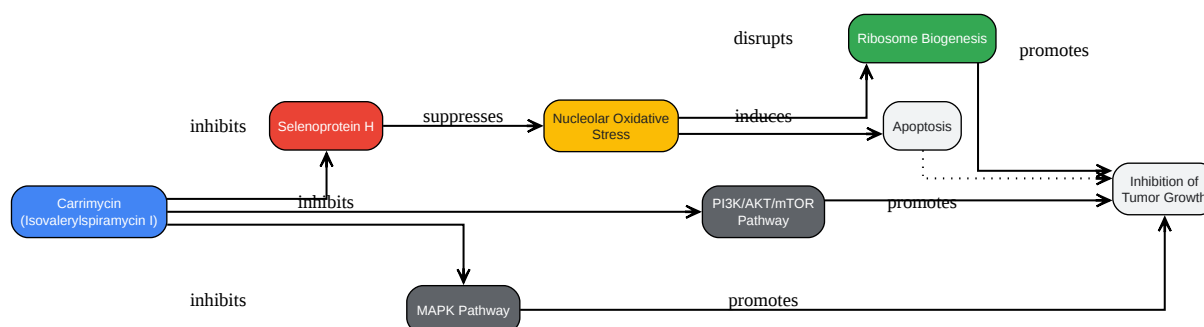 disrupts
Ribosome Biogenesis
promotes
inhibits
Selenoprotein H
suppresses
Nucleolar Oxidative
Stress
induces
Apoptosis
Carrimycin
(Isovalerylspiramycin I)
inhibits
PI3K/AKT/mTOR
Pathway
promotes
Inhibition of
Tumor Growth
inhibits
MAPK Pathway
promotes